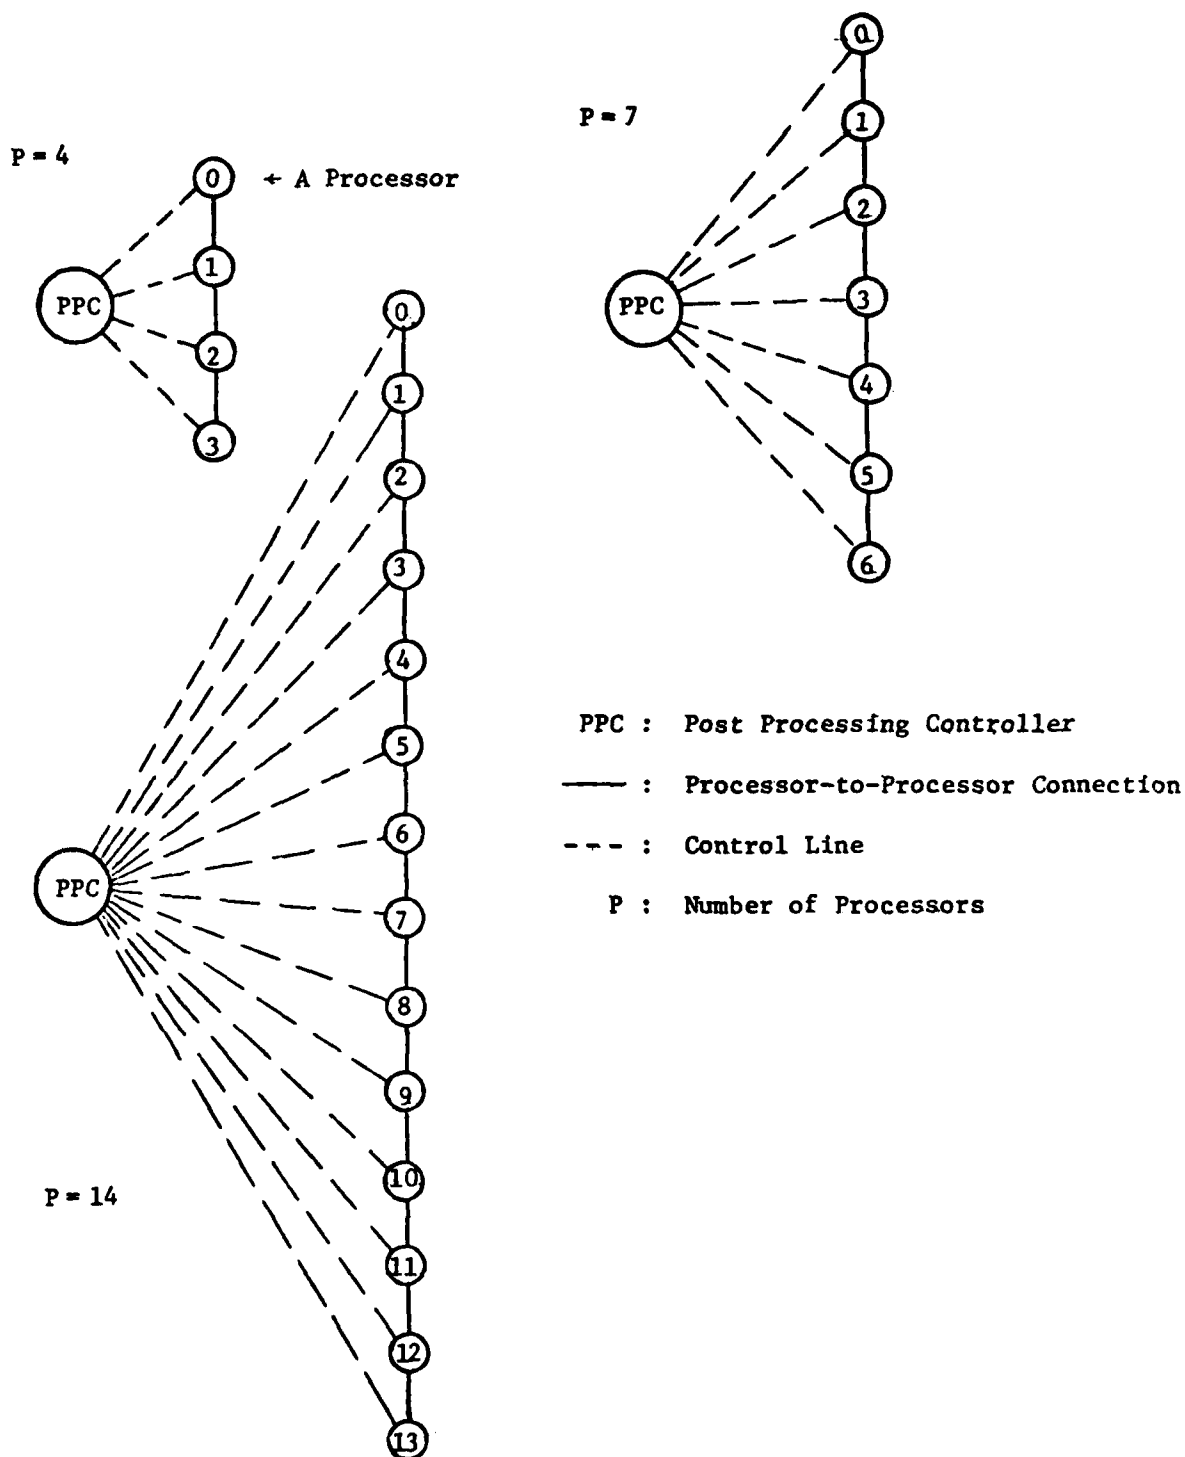 P = 4
0 ← A Processor
1
PPC
2
3
P = 7
0
1
2
PPC
3
4
5
6
0
1
2
3
4
5
6
PPC
7
8
9
10
P = 14
11
12
13
PPC : Post Processing Controller
—— : Processor-to-Processor Connection
--- : Control Line
P : Number of Processors